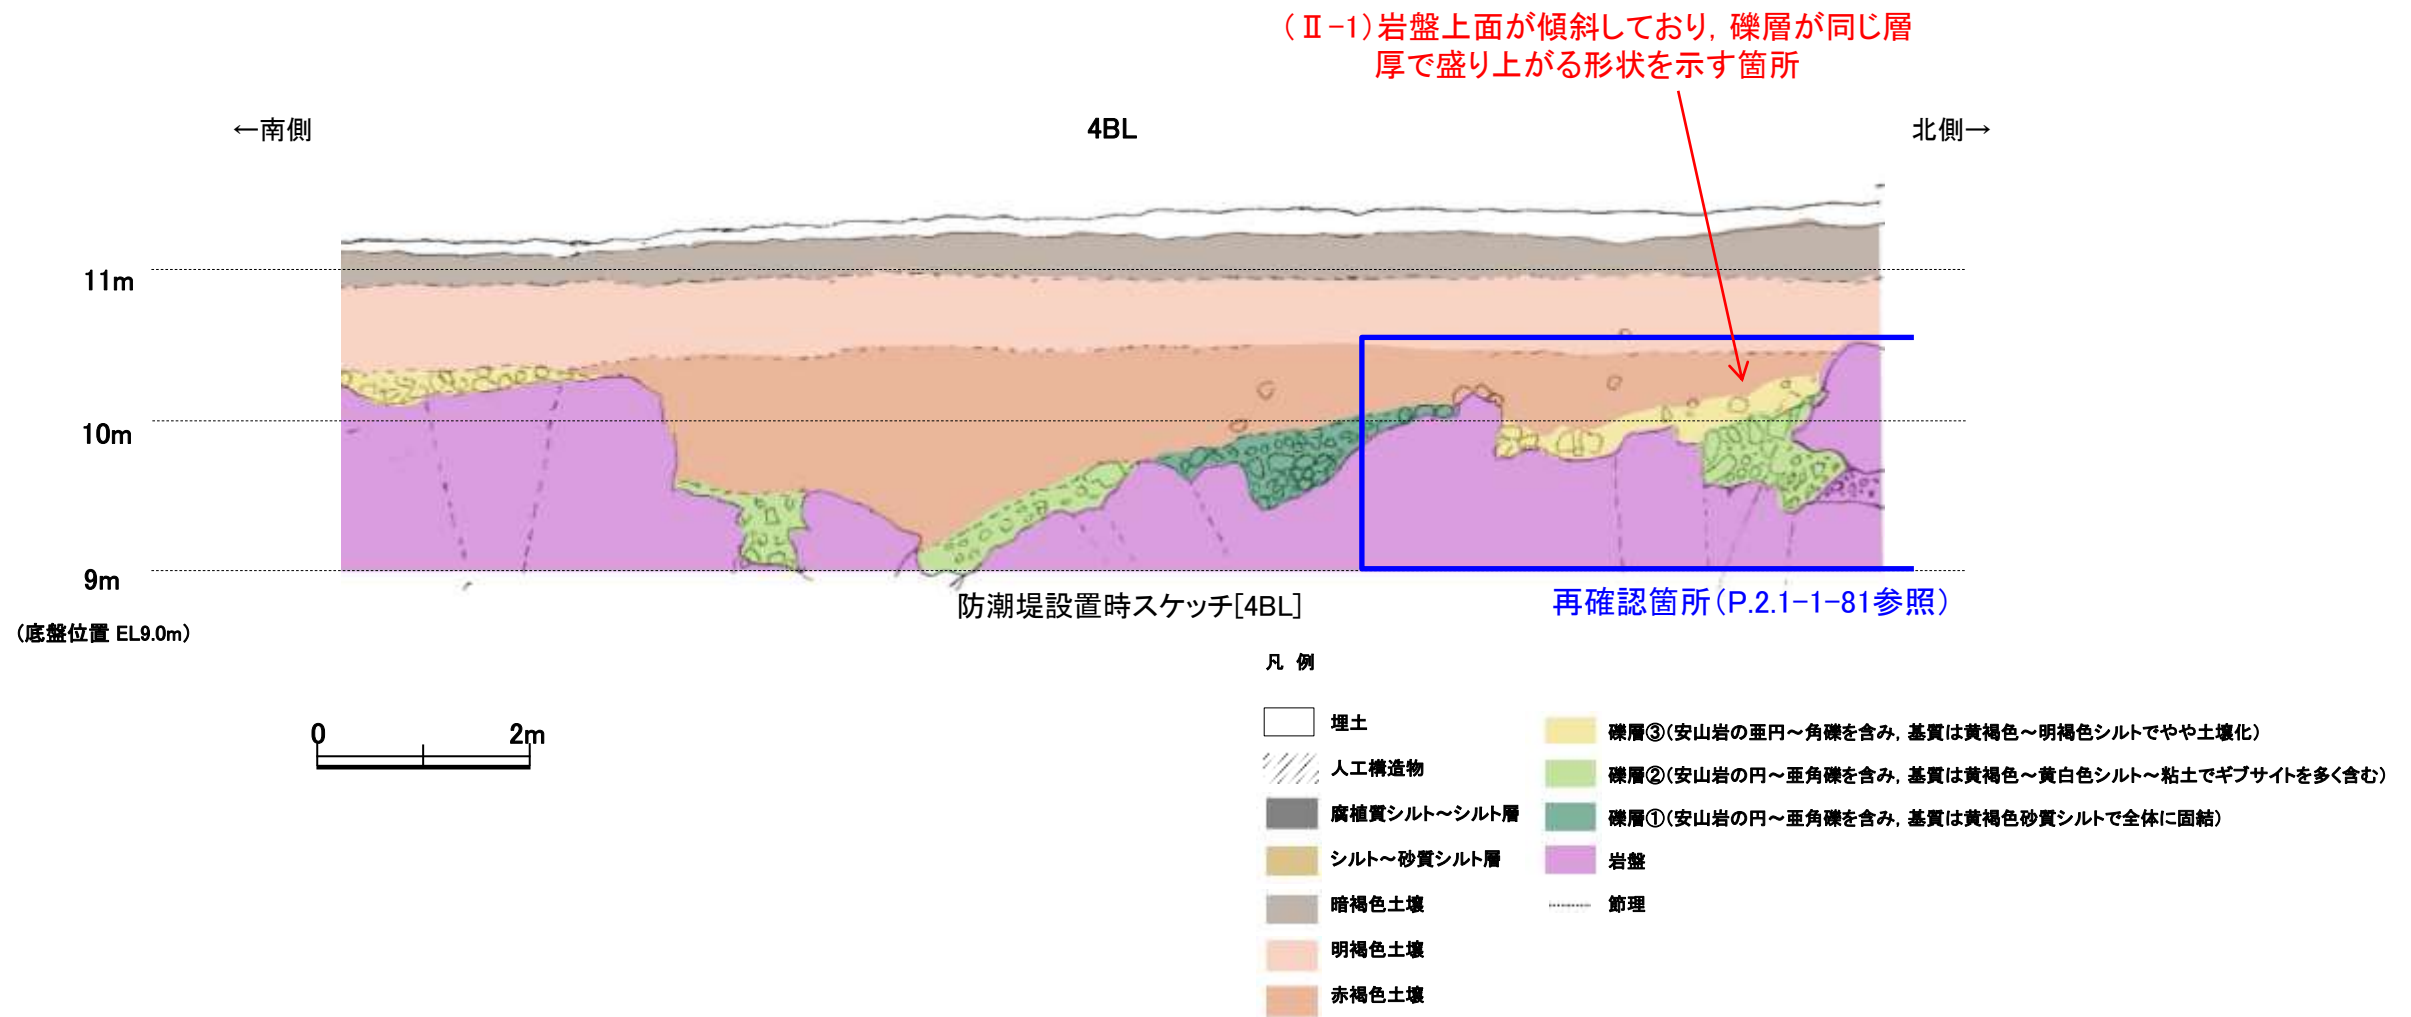 （Ⅱ-1）岩盤上面が傾斜しており，礫層が同じ層
厚で盛り上がる形状を示す箇所
←南側
4BL
北側→
11m
10m
9m
（底盤位置 EL9.0m）
防潮堤設置時スケッチ[4BL]
再確認箇所（P.2.1-1-81参照）
凡 例
0
2m
埋土
人工構造物
腐植質シルト～シルト層
シルト～砂質シルト層
暗褐色土壌
明褐色土壌
赤褐色土壌
礫層③（安山岩の亜円～角礫を含み，基質は黄褐色～明褐色シルトでやや土壌化）
礫層②（安山岩の円～亜角礫を含み，基質は黄褐色～黄白色シルト～粘土でギブサイトを多く含む）
礫層①（安山岩の円～亜角礫を含み，基質は黄褐色砂質シルトで全体に固結）
岩盤
節理